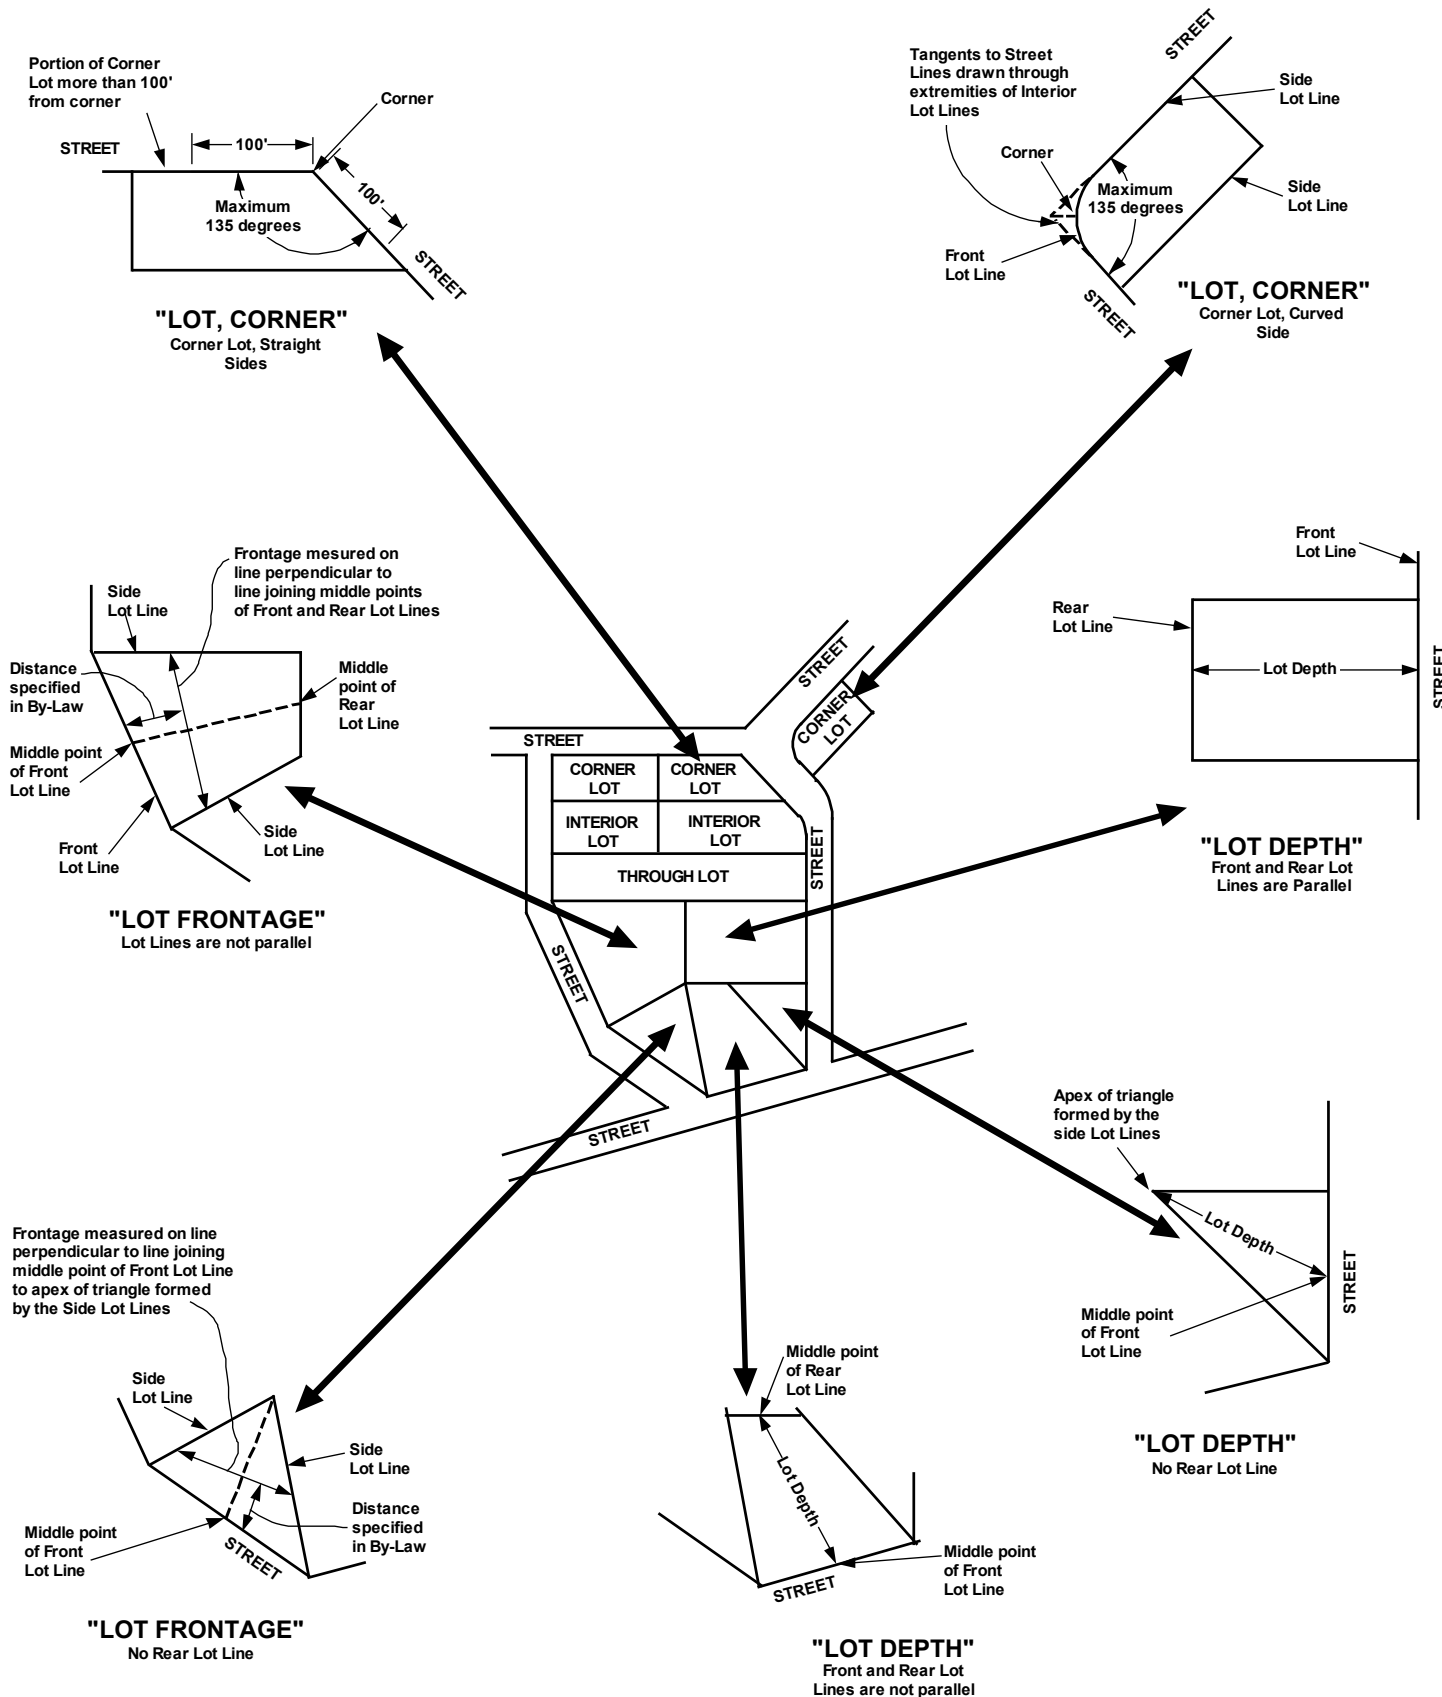 Portion of Corner
Lot more than 100'
from corner
Corner
STREET
100'
100'
Maximum
135 degrees
STREET
"LOT, CORNER"
Corner Lot, Straight
Sides
STREET
Tangents to Street
Lines drawn through
extremities of Interior
Lot Lines
Side
Lot Line
Corner
Maximum
135 degrees
Side
Lot Line
Front
Lot Line
STREET
"LOT, CORNER"
Corner Lot, Curved
Side
Frontage mesured on
line perpendicular to
line joining middle points
of Front and Rear Lot Lines
Side
Lot Line
Distance
specified
in By-Law
Middle
point of
Rear
Lot Line
Middle point
of Front
Lot Line
Front
Lot Line
Side
Lot Line
"LOT FRONTAGE"
Lot Lines are not parallel
Front
Lot Line
Rear
Lot Line
Lot Depth
STREET
"LOT DEPTH"
Front and Rear Lot
Lines are Parallel
STREET
STREET
CORNER
LOT
CORNER
LOT
CORNER
LOT
INTERIOR
LOT
INTERIOR
LOT
STREET
THROUGH LOT
STREET
STREET
Apex of triangle
formed by the
side Lot Lines
Lot Depth
STREET
Middle point
of Front
Lot Line
"LOT DEPTH"
No Rear Lot Line
Frontage measured on line
perpendicular to line joining
middle point of Front Lot Line
to apex of triangle formed
by the Side Lot Lines
Side
Lot Line
Side
Lot Line
Distance
specified
in By-Law
Middle point
of Front
Lot Line
STREET
"LOT FRONTAGE"
No Rear Lot Line
Middle point
of Rear
Lot Line
Lot Depth
Middle point
of Front
Lot Line
STREET
"LOT DEPTH"
Front and Rear Lot
Lines are not parallel